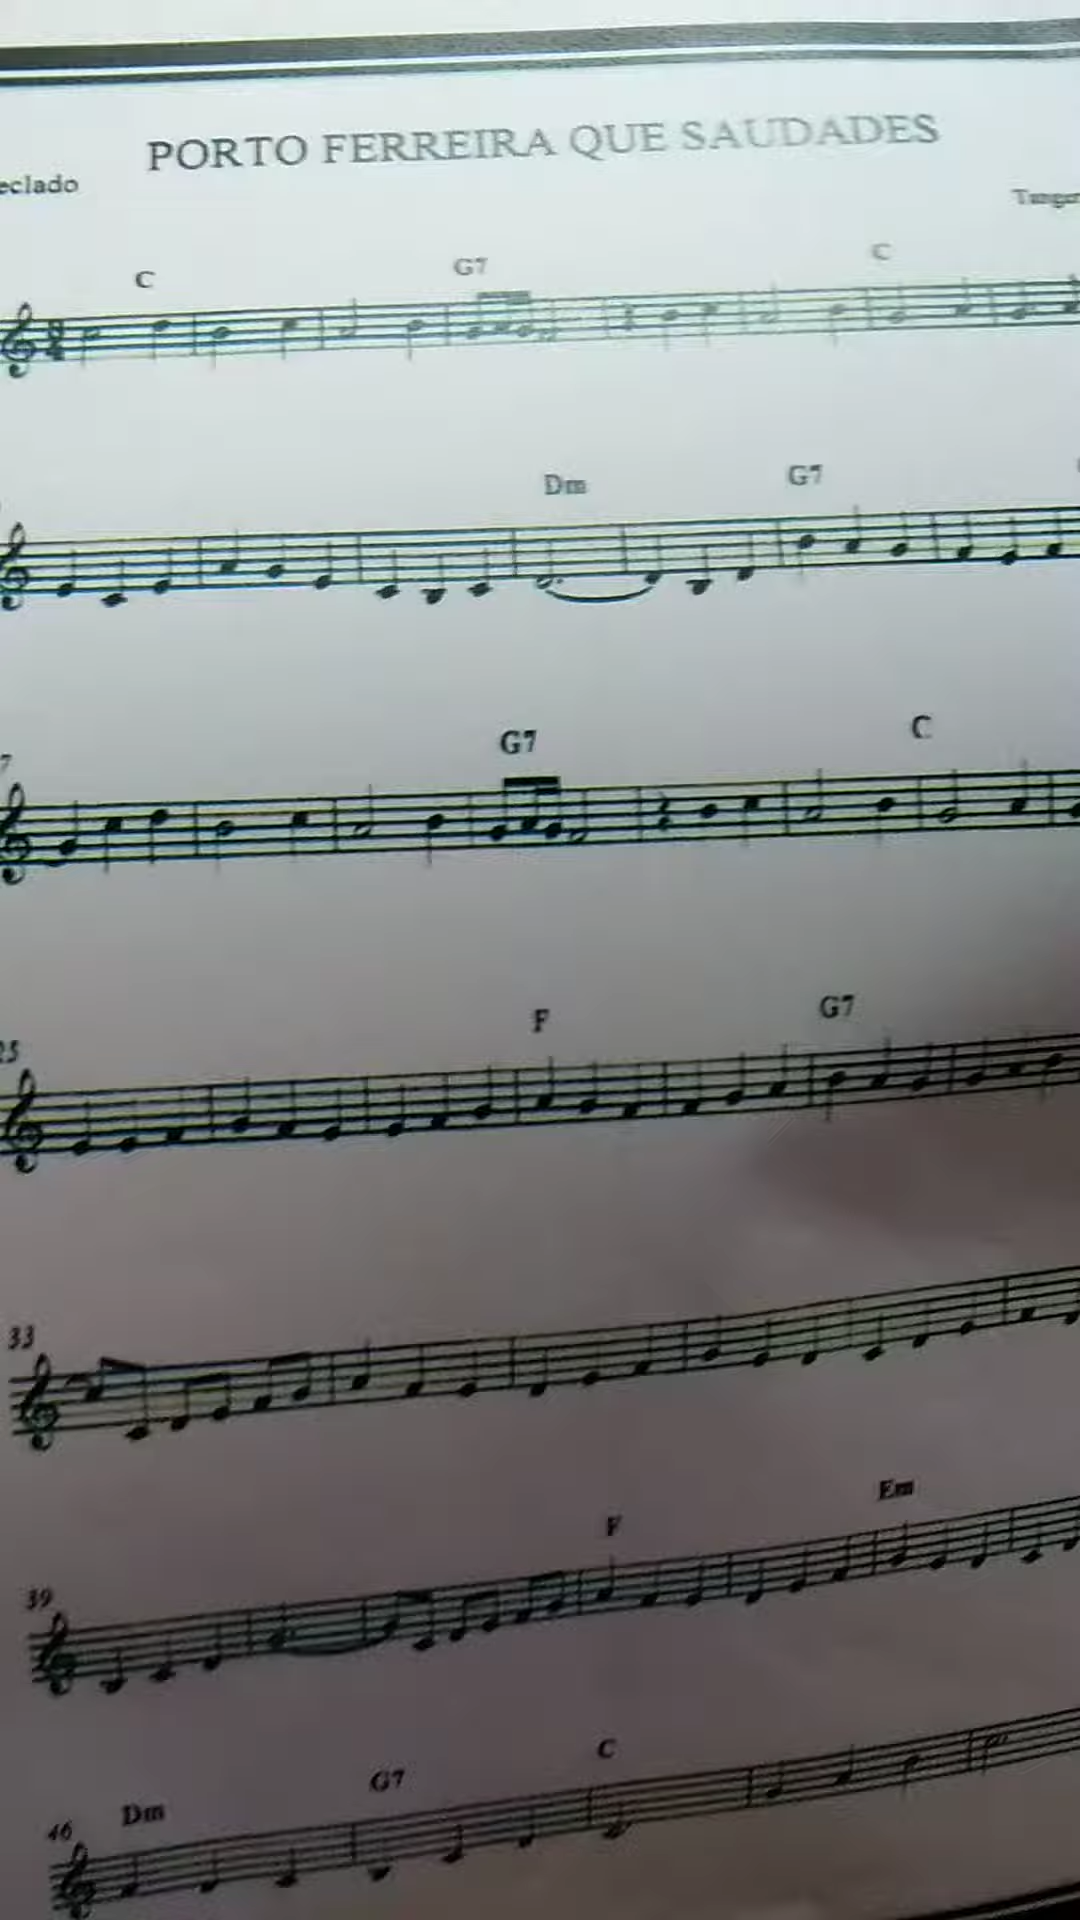 PORTO FERREIRA QUE SAUDADES
eclado
C G7 C
Dm G7
7
G7 C
25
F G7
33
39
F Em
46
Dm G7 C